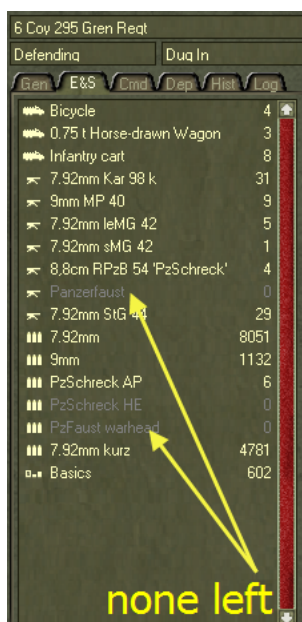 6 Coy 295 Gren Regt
Defending Dug In
Gen E&S Cmd Dep Hist Log
Bicycle 4
0.75 t Horse-drawn Wagon 3
Infantry cart 8
7.92mm Kar 98 k 31
9mm MP 40 9
7.92mm leMG 42 5
7.92mm sMG 42 1
8,8cm RPzB 54 'PzSchreck' 4
Panzerfaust 0
7.92mm StG 44 29
7.92mm 8051
9mm 1132
PzSchreck AP 6
PzSchreck HE 0
PzFaust warhead 0
7.92mm kurz 4781
Basics 602
none left